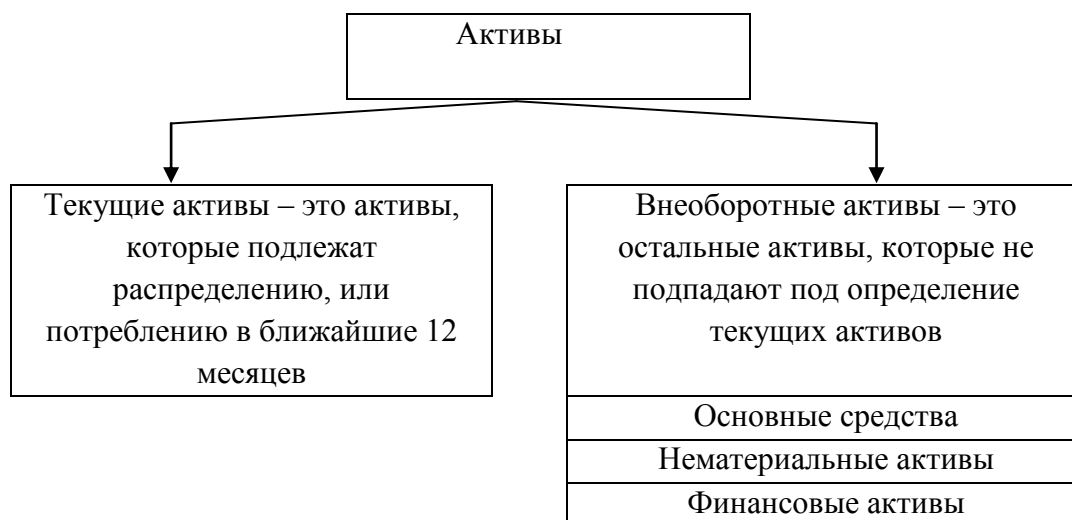 Активы
Текущие активы – это активы,
которые подлежат
распределению, или
потреблению в ближайшие 12
месяцев
Внеоборотные активы – это
остальные активы, которые не
подпадают под определение
текущих активов
Основные средства
Нематериальные активы
Финансовые активы